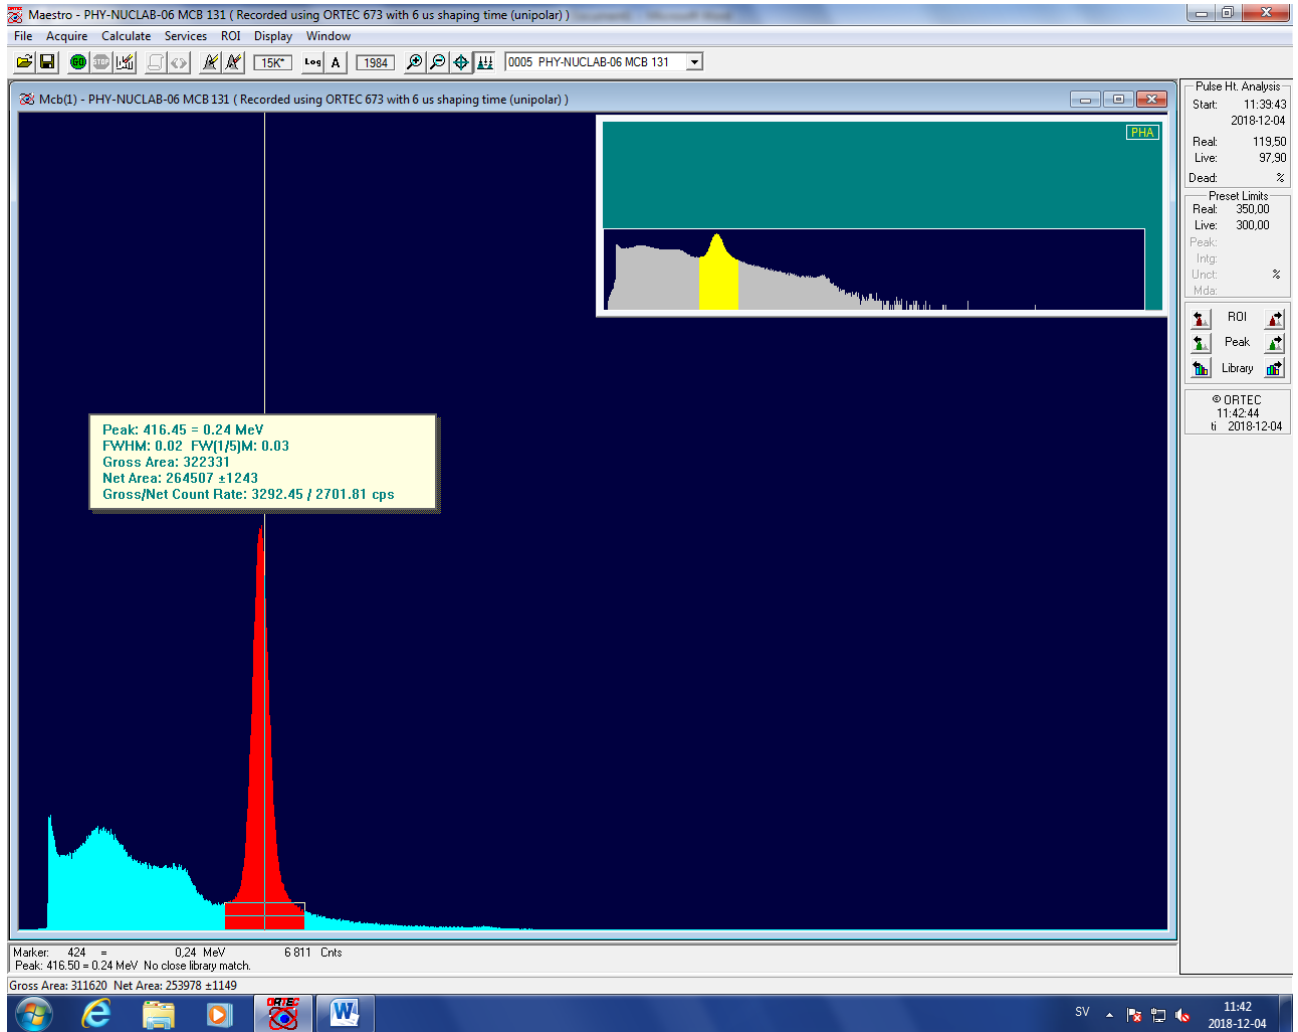 Maestro - PHY-NUCLAB-06 MCB 131 ( Recorded using ORTEC 673 with 6 us shaping time (unipolar) )
File Acquire Calculate Services ROI Display Window
GO STOP 15K* Log A 1984 0005 PHY-NUCLAB-06 MCB 131
Mcb(1) - PHY-NUCLAB-06 MCB 131 ( Recorded using ORTEC 673 with 6 us shaping time (unipolar) )
PHA
Peak: 416.45 = 0.24 MeV
FWHM: 0.02 FW(1/5)M: 0.03
Gross Area: 322331
Net Area: 264507 ±1243
Gross/Net Count Rate: 3292.45 / 2701.81 cps
Pulse Ht. Analysis
Start: 11:39:43
2018-12-04
Real: 119,50
Live: 97,90
Dead: %
Preset Limits
Real: 350,00
Live: 300,00
Peak:
Intg:
Unct: %
Mda:
ROI
Peak
Library
© ORTEC
11:42:44
ti 2018-12-04
Marker: 424 = 0,24 MeV 6 811 Cnts
Peak: 416.50 = 0.24 MeV No close library match.
Gross Area: 311620 Net Area: 253978 ±1149
ORTEC
W
SV
11:42
2018-12-04